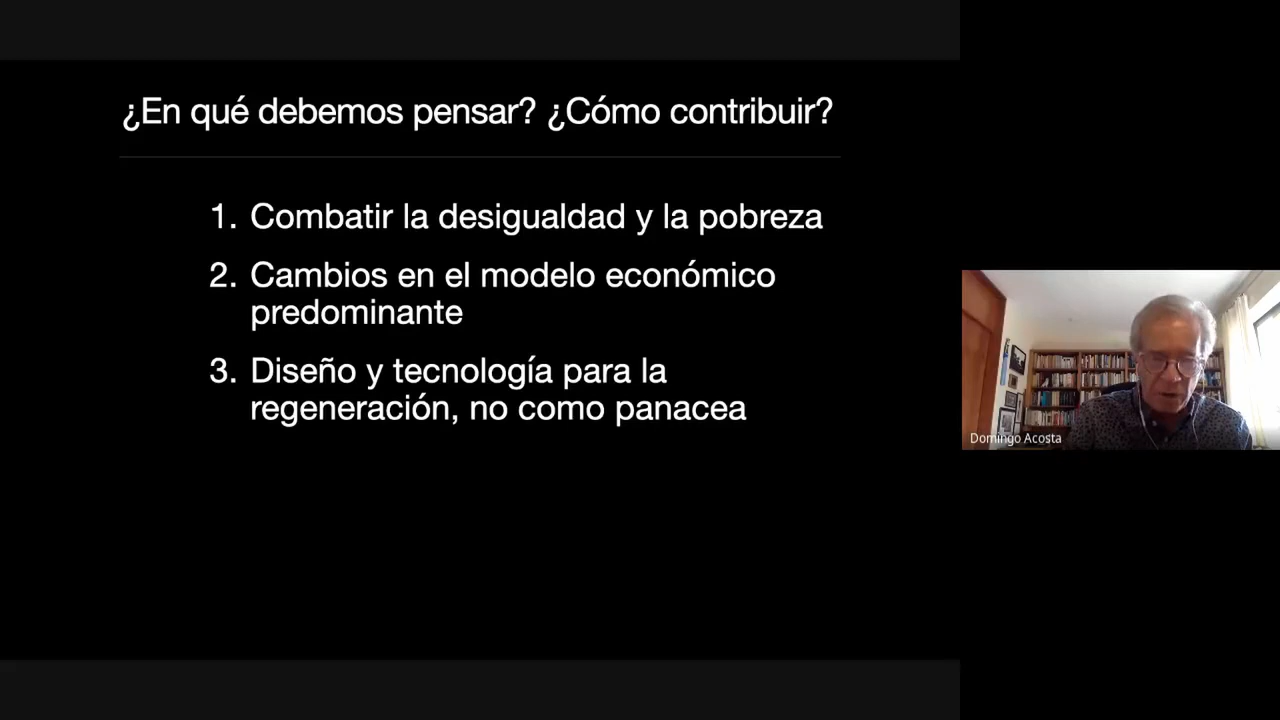 ¿En qué debemos pensar? ¿Cómo contribuir?
1. Combatir la desigualdad y la pobreza
2. Cambios en el modelo económico
predominante
3. Diseño y tecnología para la
regeneración, no como panacea
Domingo Acosta